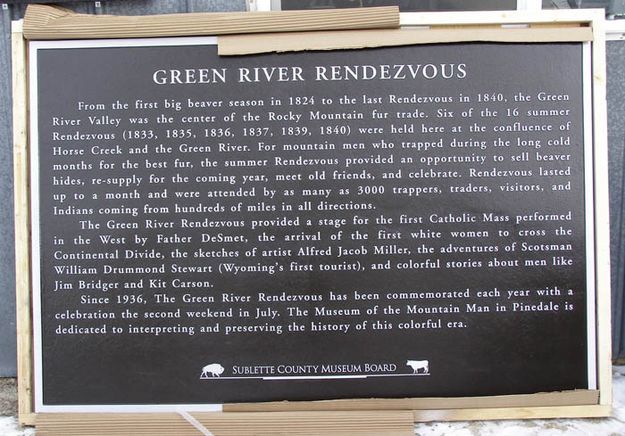 GREEN RIVER RENDEZVOUS
From the first big beaver season in 1824 to the last Rendezvous in 1840, the Green
River Valley was the center of the Rocky Mountain fur trade. Six of the 16 summer
Rendezvous (1833, 1835, 1836, 1837, 1839, 1840) were held here at the confluence of
Horse Creek and the Green River. For mountain men who trapped during the long cold
months for the best fur, the summer Rendezvous provided an opportunity to sell beaver
hides, re-supply for the coming year, meet old friends, and celebrate. Rendezvous lasted
up to a month and were attended by as many as 3000 trappers, traders, visitors, and
Indians coming from hundreds of miles in all directions.
The Green River Rendezvous provided a stage for the first Catholic Mass performed
in the West by Father DeSmet, the arrival of the first white women to cross the
Continental Divide, the sketches of artist Alfred Jacob Miller, the adventures of Scotsman
William Drummond Stewart (Wyoming's first tourist), and colorful stories about men like
Jim Bridger and Kit Carson.
Since 1936, The Green River Rendezvous has been commemorated each year with a
celebration the second weekend in July. The Museum of the Mountain Man in Pinedale is
dedicated to interpreting and preserving the history of this colorful era.
SUBLETTE COUNTY MUSEUM BOARD